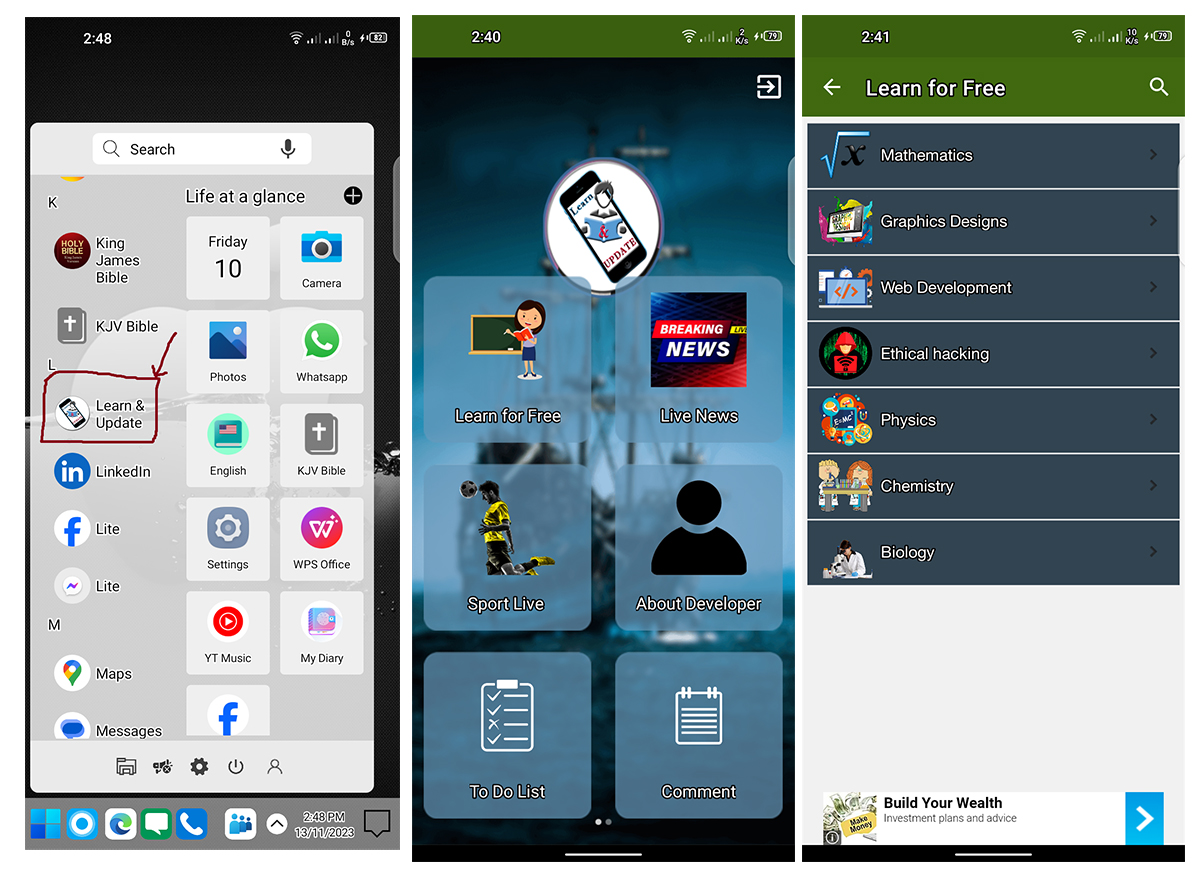 2:48
0
B/s
82
Search
K
Life at a glance
HOLY
BIBLE
King
James
Bible
Friday
10
Camera
KJV Bible
L
Photos
Whatsapp
Learn &
Update
English
KJV Bible
LinkedIn
Lite
Settings
WPS Office
Lite
M
YT Music
My Diary
Maps
Messages
2:48 PM
13/11/2023
2:40
2
K/s
79
Learn
&
UPDATE
BREAKING LIVE
NEWS
Learn for Free
Live News
Sport Live
About Developer
To Do List
Comment
2:41
10
K/s
79
Learn for Free
x
Mathematics
Graphics Designs
</>
Web Development
Ethical hacking
Physics
Chemistry
Biology
Make
Money
Build Your Wealth
Investment plans and advice